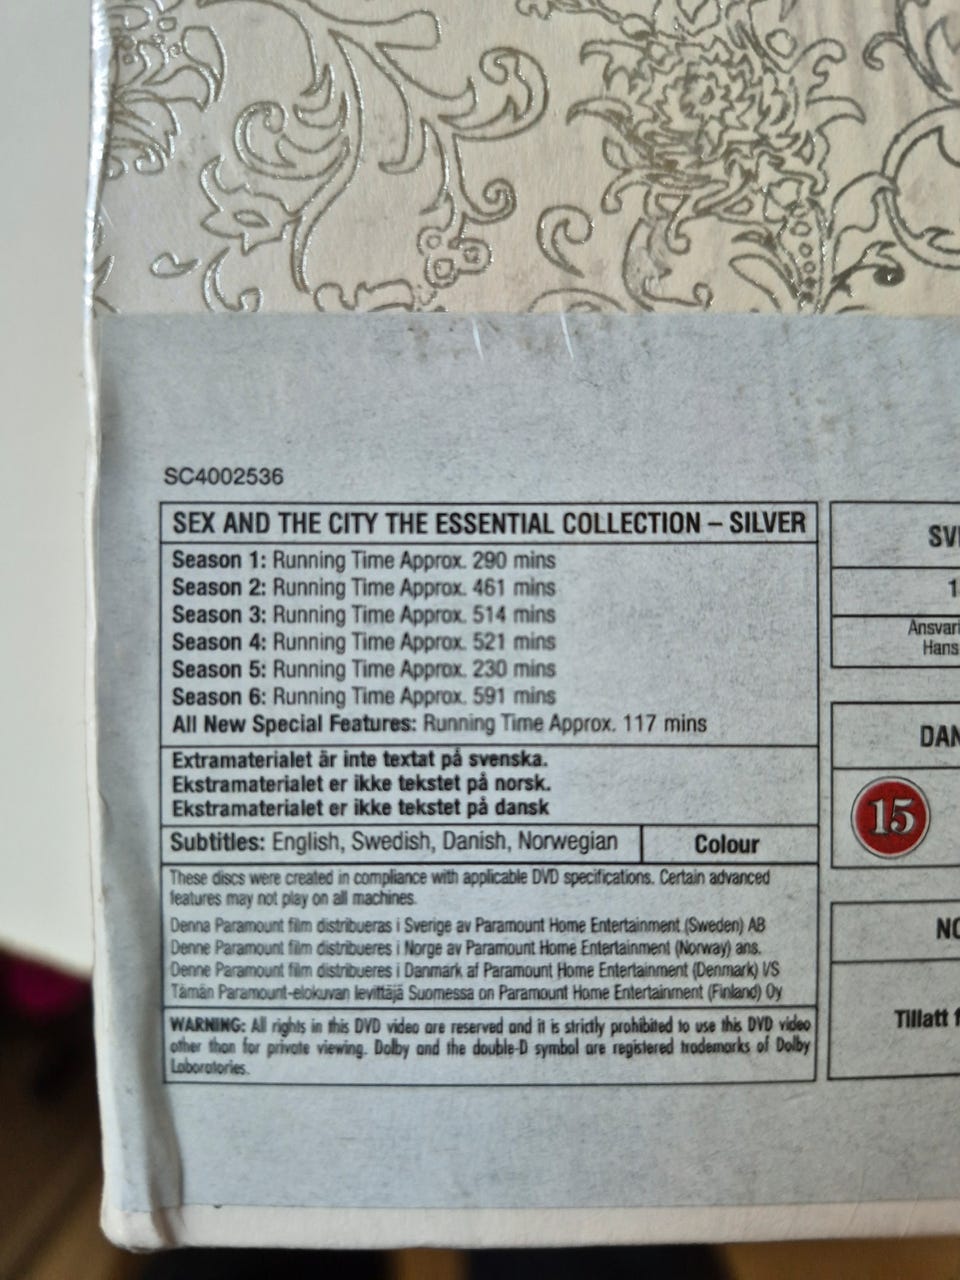 SC4002536
SEX AND THE CITY THE ESSENTIAL COLLECTION – SILVER
Season 1: Running Time Approx. 290 mins
Season 2: Running Time Approx. 461 mins
Season 3: Running Time Approx. 514 mins
Season 4: Running Time Approx. 521 mins
Season 5: Running Time Approx. 230 mins
Season 6: Running Time Approx. 591 mins
All New Special Features: Running Time Approx. 117 mins
Extramaterialet är inte textat på svenska.
Ekstramaterialet er ikke tekstet på norsk.
Ekstramaterialet er ikke tekstet på dansk
Subtitles: English, Swedish, Danish, Norwegian
Colour
These discs were created in compliance with applicable DVD specifications. Certain advanced
features may not play on all machines.
Denna Paramount film distribueras i Sverige av Paramount Home Entertainment (Sweden) AB
Denne Paramount film distribueres i Norge av Paramount Home Entertainment (Norway) ans.
Denne Paramount film distribueres i Danmark af Paramount Home Entertainment (Denmark) I/S
Tämän Paramount-elokuvan levittäjä Suomessa on Paramount Home Entertainment (Finland) Oy
WARNING: All rights in this DVD video are reserved and it is strictly prohibited to use this DVD video
other than for private viewing. Dolby and the double-D symbol are registered trademarks of Dolby
Laboratories.
Hans
15
Tillatt